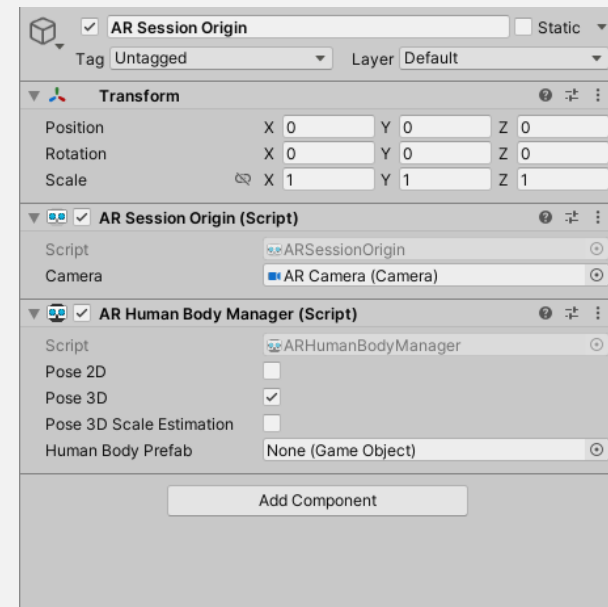 AR Session Origin Static
Tag Untagged Layer Default
Transform
Position X 0 Y 0 Z 0
Rotation X 0 Y 0 Z 0
Scale X 1 Y 1 Z 1
AR Session Origin (Script)
Script ARSessionOrigin
Camera AR Camera (Camera)
AR Human Body Manager (Script)
Script ARHumanBodyManager
Pose 2D
Pose 3D
Pose 3D Scale Estimation
Human Body Prefab None (Game Object)
Add Component